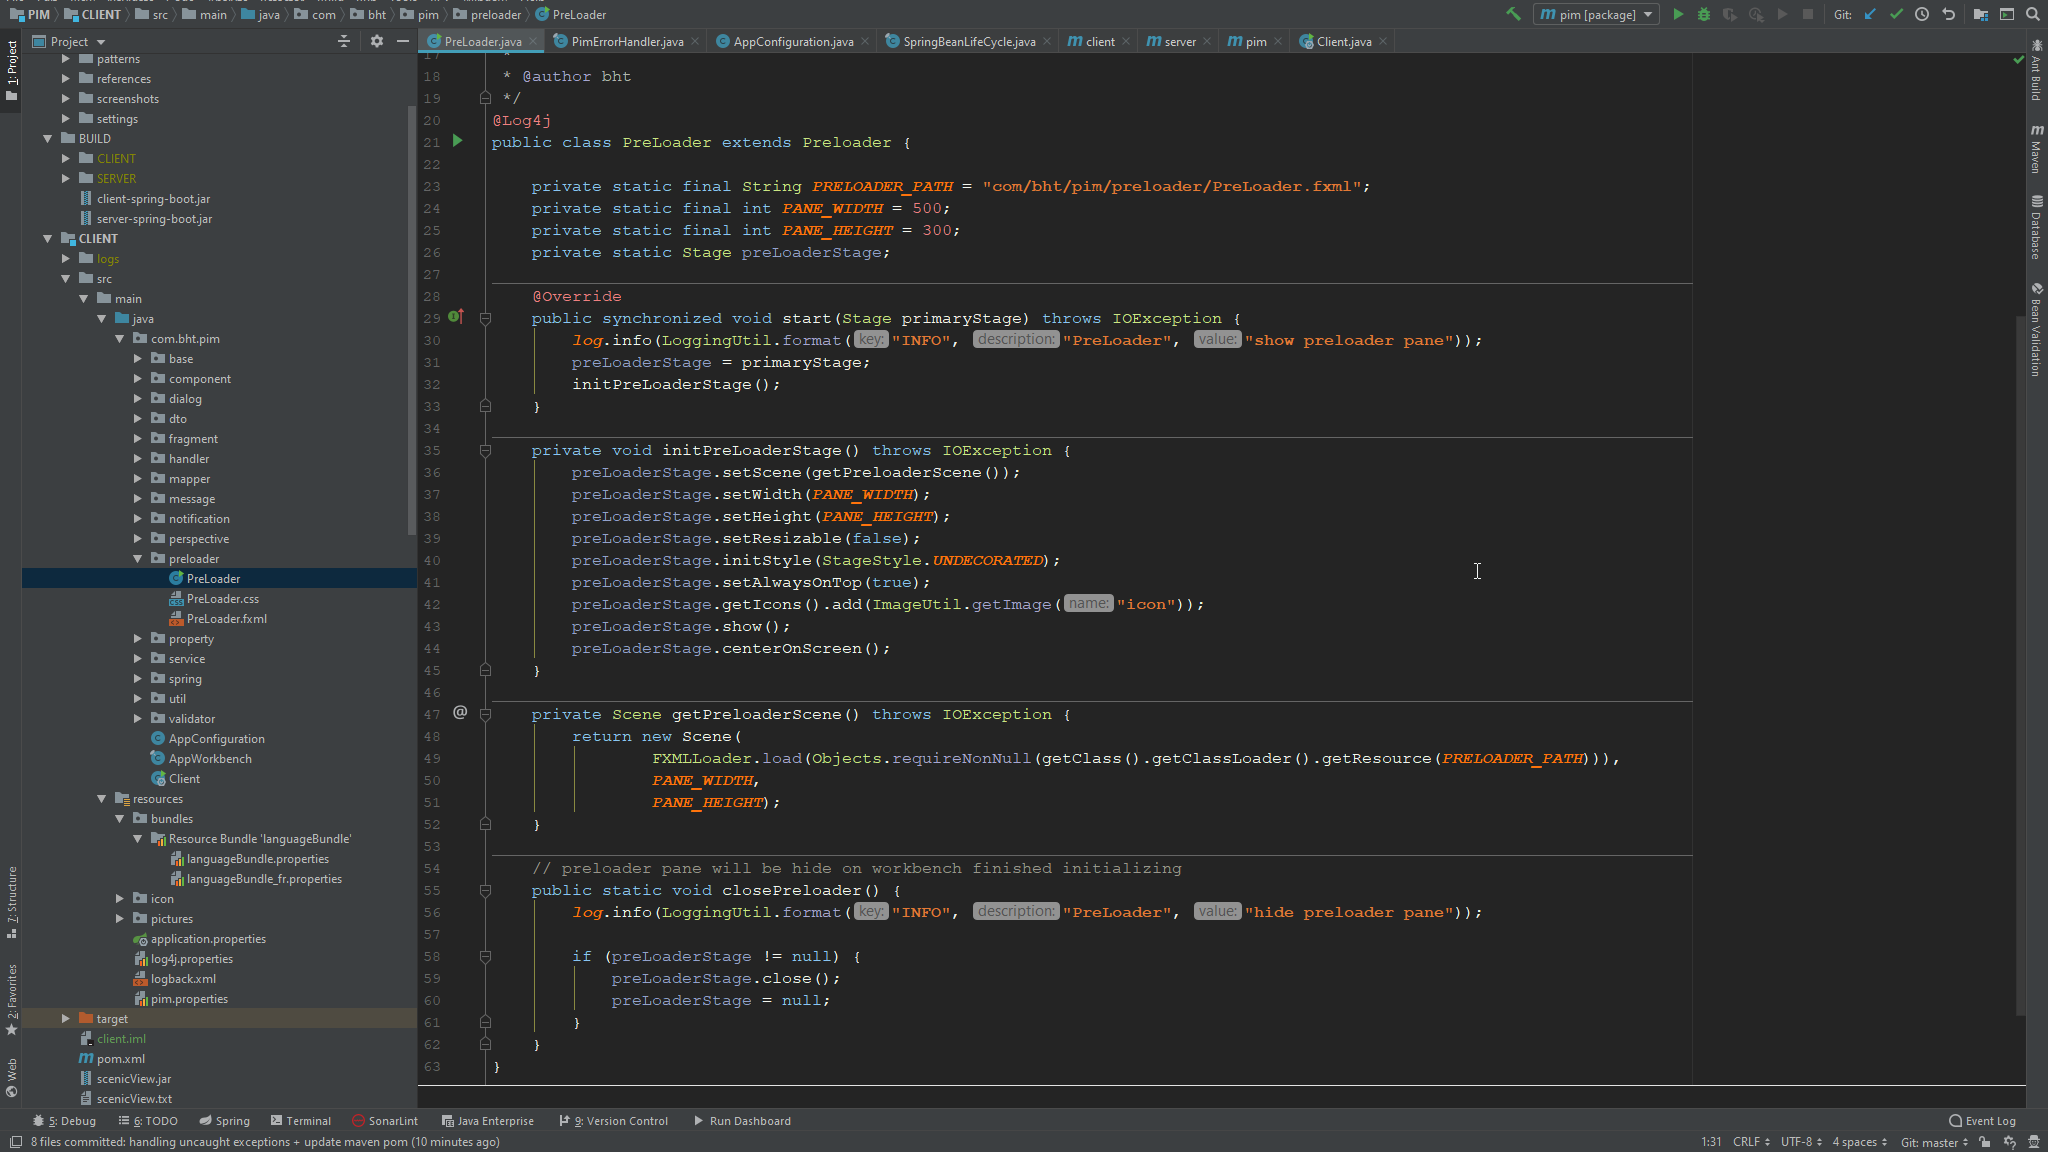 PIM CLIENT src main java com bht pim preloader PreLoader
pim [package]
Git:
Project
PreLoader.java
PimErrorHandler.java
AppConfiguration.java
SpringBeanLifeCycle.java
client
server
pim
Client.java
1: Project
Z: Structure
2: Favorites
Web
patterns
references
screenshots
settings
BUILD
CLIENT
SERVER
client-spring-boot.jar
server-spring-boot.jar
CLIENT
logs
src
main
java
com.bht.pim
base
component
dialog
dto
fragment
handler
mapper
message
notification
perspective
preloader
PreLoader
PreLoader.css
PreLoader.fxml
property
service
spring
util
validator
AppConfiguration
AppWorkbench
Client
resources
bundles
Resource Bundle 'languageBundle'
languageBundle.properties
languageBundle_fr.properties
icon
pictures
application.properties
log4j.properties
logback.xml
pim.properties
target
client.iml
pom.xml
scenicView.jar
scenicView.txt
17 *
18 * @author bht
19 */
20 @Log4j
21 public class PreLoader extends Preloader {
22
23 private static final String PRELOADER_PATH = "com/bht/pim/preloader/PreLoader.fxml";
24 private static final int PANE_WIDTH = 500;
25 private static final int PANE_HEIGHT = 300;
26 private static Stage preLoaderStage;
27
28 @Override
29 public synchronized void start(Stage primaryStage) throws IOException {
30 log.info(LoggingUtil.format( key: "INFO", description: "PreLoader", value: "show preloader pane"));
31 preLoaderStage = primaryStage;
32 initPreLoaderStage();
33 }
34
35 private void initPreLoaderStage() throws IOException {
36 preLoaderStage.setScene(getPreloaderScene());
37 preLoaderStage.setWidth(PANE_WIDTH);
38 preLoaderStage.setHeight(PANE_HEIGHT);
39 preLoaderStage.setResizable(false);
40 preLoaderStage.initStyle(StageStyle.UNDECORATED);
41 preLoaderStage.setAlwaysOnTop(true);
42 preLoaderStage.getIcons().add(ImageUtil.getImage( name: "icon"));
43 preLoaderStage.show();
44 preLoaderStage.centerOnScreen();
45 }
46
47 @ private Scene getPreloaderScene() throws IOException {
48 return new Scene(
49 FXMLLoader.load(Objects.requireNonNull(getClass().getClassLoader().getResource(PRELOADER_PATH))),
50 PANE_WIDTH,
51 PANE_HEIGHT);
52 }
53
54 // preloader pane will be hide on workbench finished initializing
55 public static void closePreloader() {
56 log.info(LoggingUtil.format( key: "INFO", description: "PreLoader", value: "hide preloader pane"));
57
58 if (preLoaderStage != null) {
59 preLoaderStage.close();
60 preLoaderStage = null;
61 }
62 }
63 }
Ant Build
Maven
Database
Bean Validation
5: Debug
6: TODO
Spring
Terminal
SonarLint
Java Enterprise
9: Version Control
Run Dashboard
Event Log
8 files committed: handling uncaught exceptions + update maven pom (10 minutes ago)
1:31 CRLF UTF-8 4 spaces Git: master